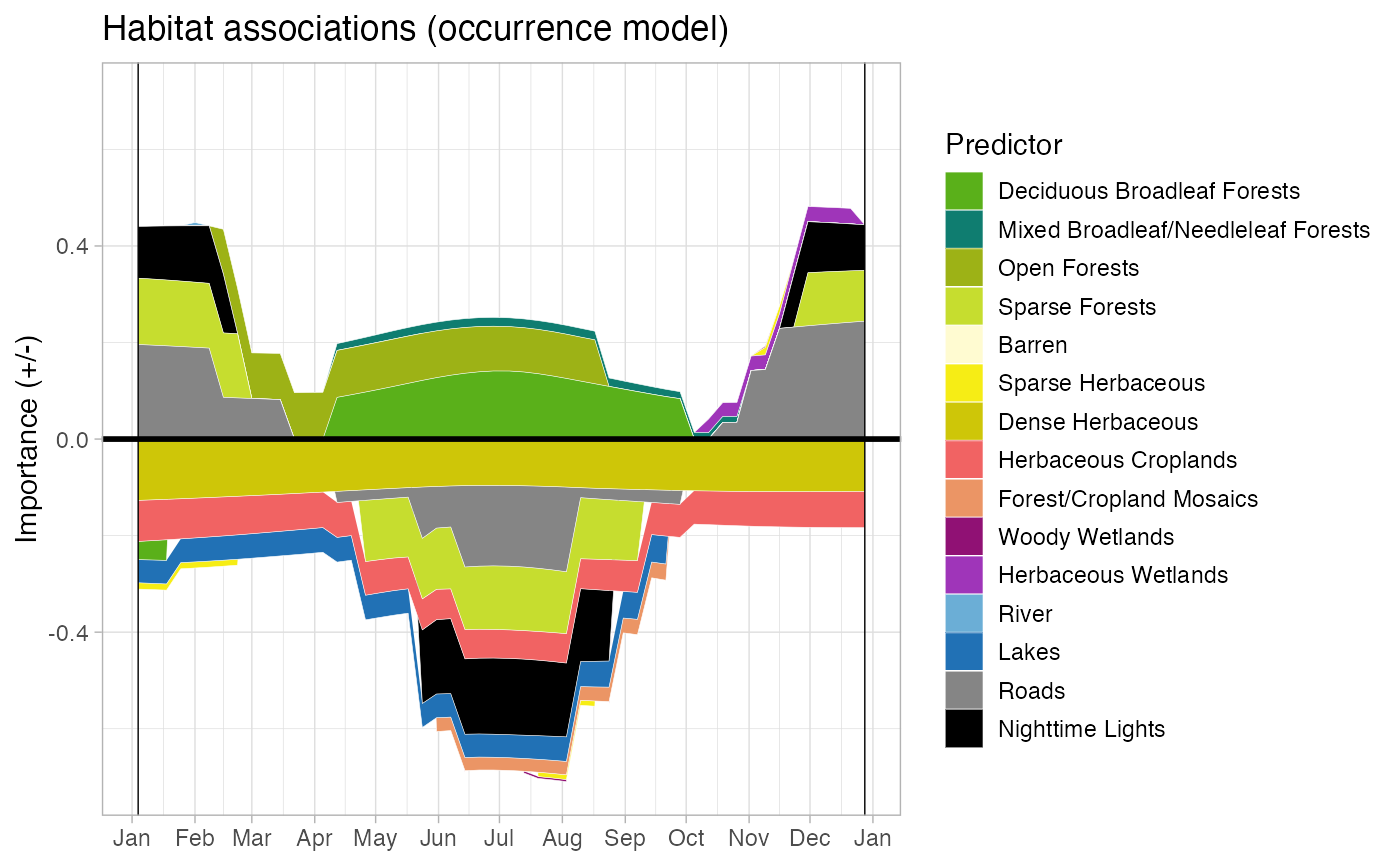 Habitat associations (occurrence model)
Importance (+/-)
0.4
0.0
-0.4
Jan Feb Mar Apr May Jun Jul Aug Sep Oct Nov Dec Jan
Predictor
Deciduous Broadleaf Forests
Mixed Broadleaf/Needleleaf Forests
Open Forests
Sparse Forests
Barren
Sparse Herbaceous
Dense Herbaceous
Herbaceous Croplands
Forest/Cropland Mosaics
Woody Wetlands
Herbaceous Wetlands
River
Lakes
Roads
Nighttime Lights